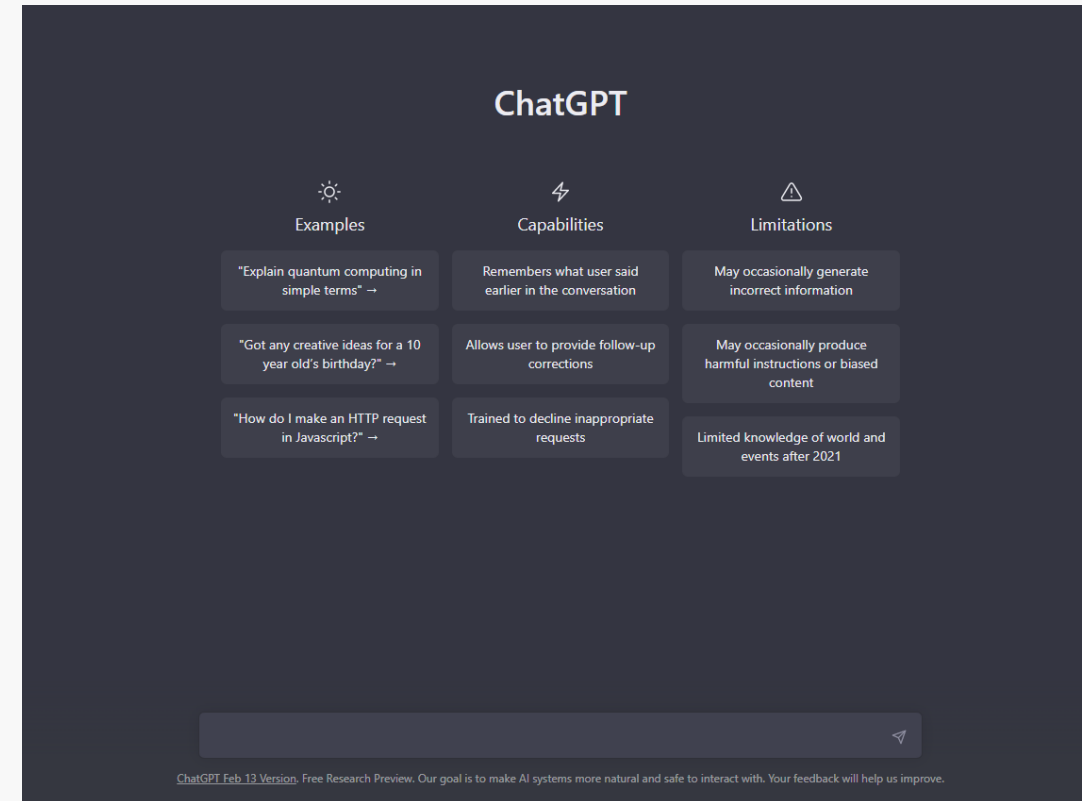 ChatGPT
Examples
"Explain quantum computing in
simple terms" →
"Got any creative ideas for a 10
year old's birthday?" →
"How do I make an HTTP request
in Javascript?" →
Capabilities
Remembers what user said
earlier in the conversation
Allows user to provide follow-up
corrections
Trained to decline inappropriate
requests
Limitations
May occasionally generate
incorrect information
May occasionally produce
harmful instructions or biased
content
Limited knowledge of world and
events after 2021
ChatGPT Feb 13 Version. Free Research Preview. Our goal is to make AI systems more natural and safe to interact with. Your feedback will help us improve.